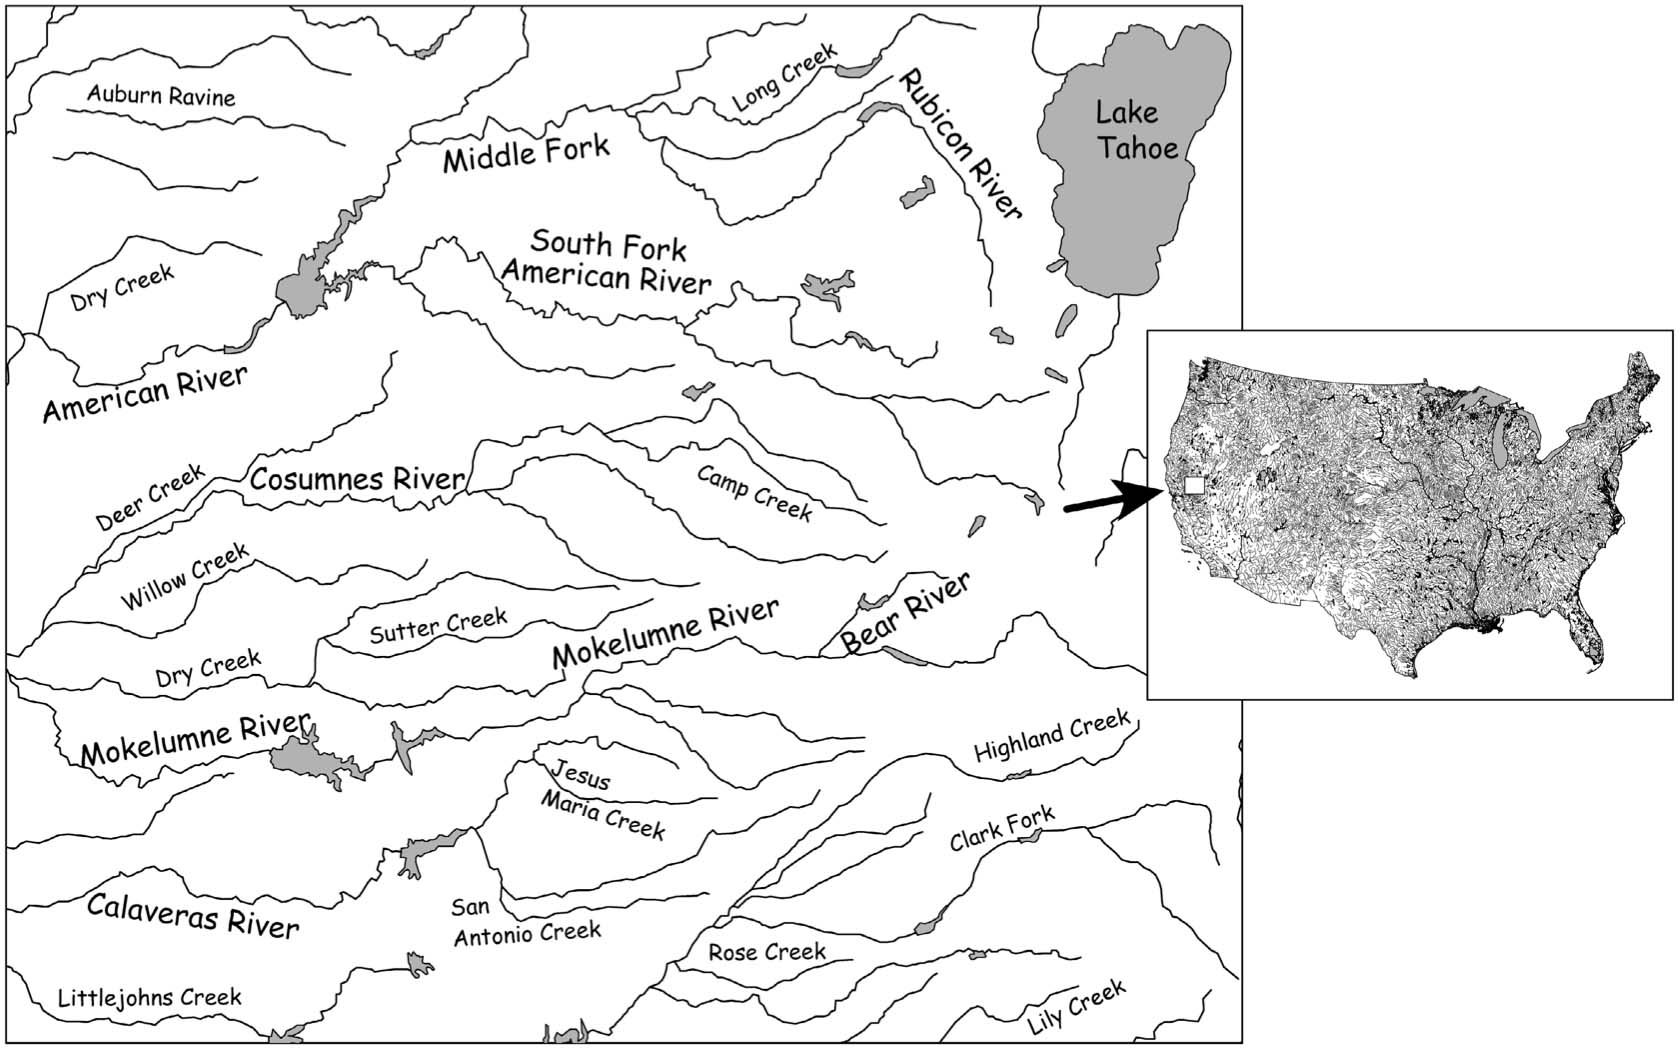 Long Creek
Auburn Ravine
Lake
Tahoe
Rubicon River
Middle Fork
South Fork
American River
Dry Creek
American River
Deer Creek
Cosumnes River
Camp Creek
Willow Creek
Sutter Creek
Mokelumne River
Bear River
Dry Creek
Mokelumne River
Highland Creek
Jesus
Maria Creek
Clark Fork
Calaveras River
San
Antonio Creek
Rose Creek
Littlejohns Creek
Lily Creek